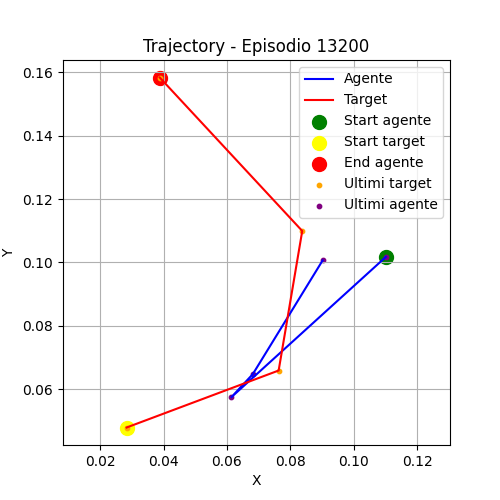 Trajectory - Episodio 13200
Agente
Target
Start agente
Start target
End agente
Ultimi target
Ultimi agente
0.16
0.14
0.12
0.10
0.08
0.06
Y
0.02
0.04
0.06
0.08
0.10
0.12
X